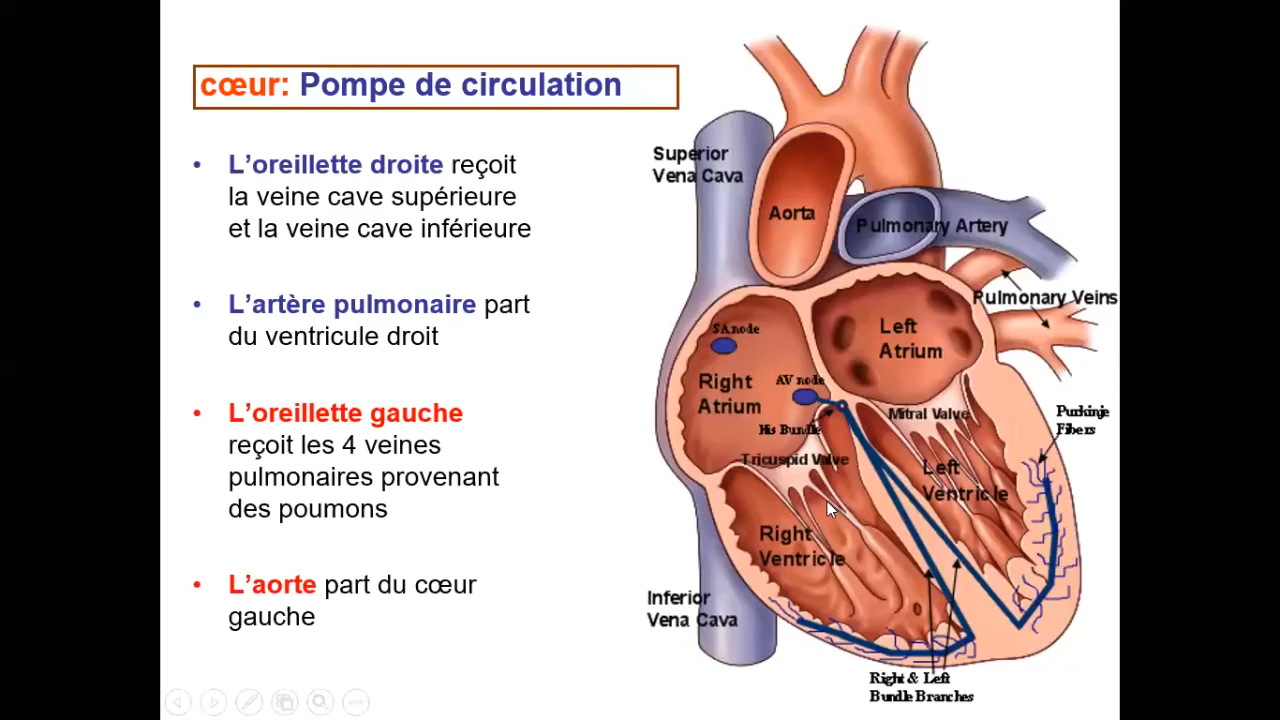 cœur: Pompe de circulation
• L’oreillette droite reçoit
la veine cave supérieure
et la veine cave inférieure
• L’artère pulmonaire part
du ventricule droit
• L’oreillette gauche
reçoit les 4 veines
pulmonaires provenant
des poumons
• L’aorte part du cœur
gauche
Superior
Vena Cava
Aorta
Pulmonary Artery
Pulmonary Veins
SA node
Left
Atrium
Right
Atrium
AV node
Mitral Valve
Purkinje
Fibers
His Bundle
Tricuspid Valve
Left
Ventricle
Right
Ventricle
Inferior
Vena Cava
Right & Left
Bundle Branches